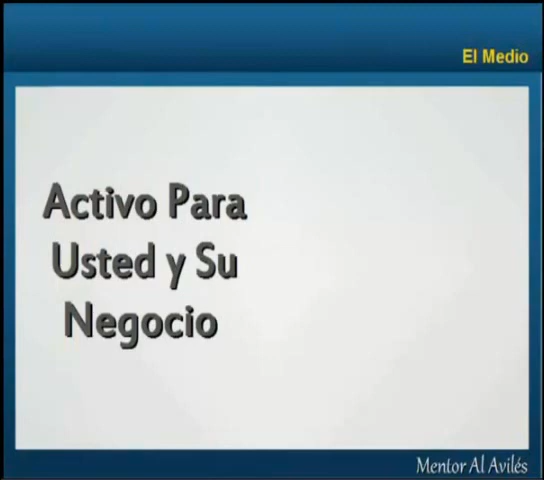 El Medio
Activo Para
Usted y Su
Negocio
Mentor Al Avilés